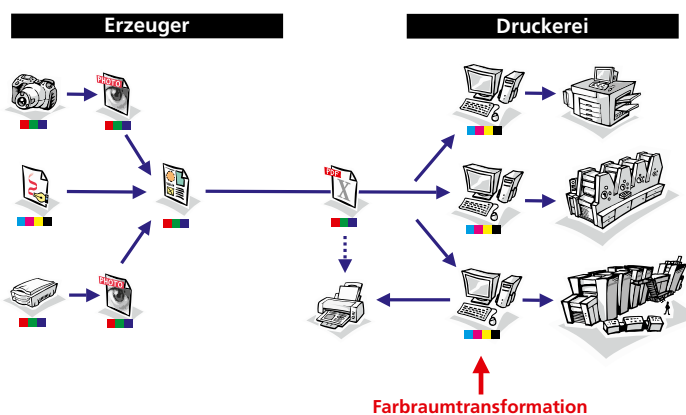 Erzeuger
Druckerei
PHOTO
PDF
X
PHOTO
Farbraumtransformation